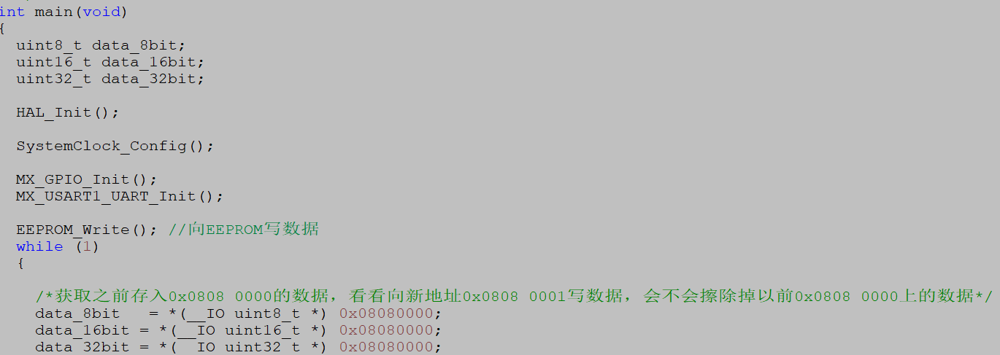 int main(void)
{
  uint8_t data_8bit;
  uint16_t data_16bit;
  uint32_t data_32bit;
  HAL_Init();
  SystemClock_Config();
  MX_GPIO_Init();
  MX_USART1_UART_Init();
  EEPROM_Write(); //向EEPROM写数据
  while (1)
  {
    /*获取之前存入0x0808 0000的数据，看看向新地址0x0808 0001写数据，会不会擦除掉以前0x0808 0000上的数据*/
    data_8bit   = *(__IO uint8_t *) 0x08080000;
    data_16bit = *(__IO uint16_t *) 0x08080000;
    data_32bit = *(__IO uint32_t *) 0x08080000;